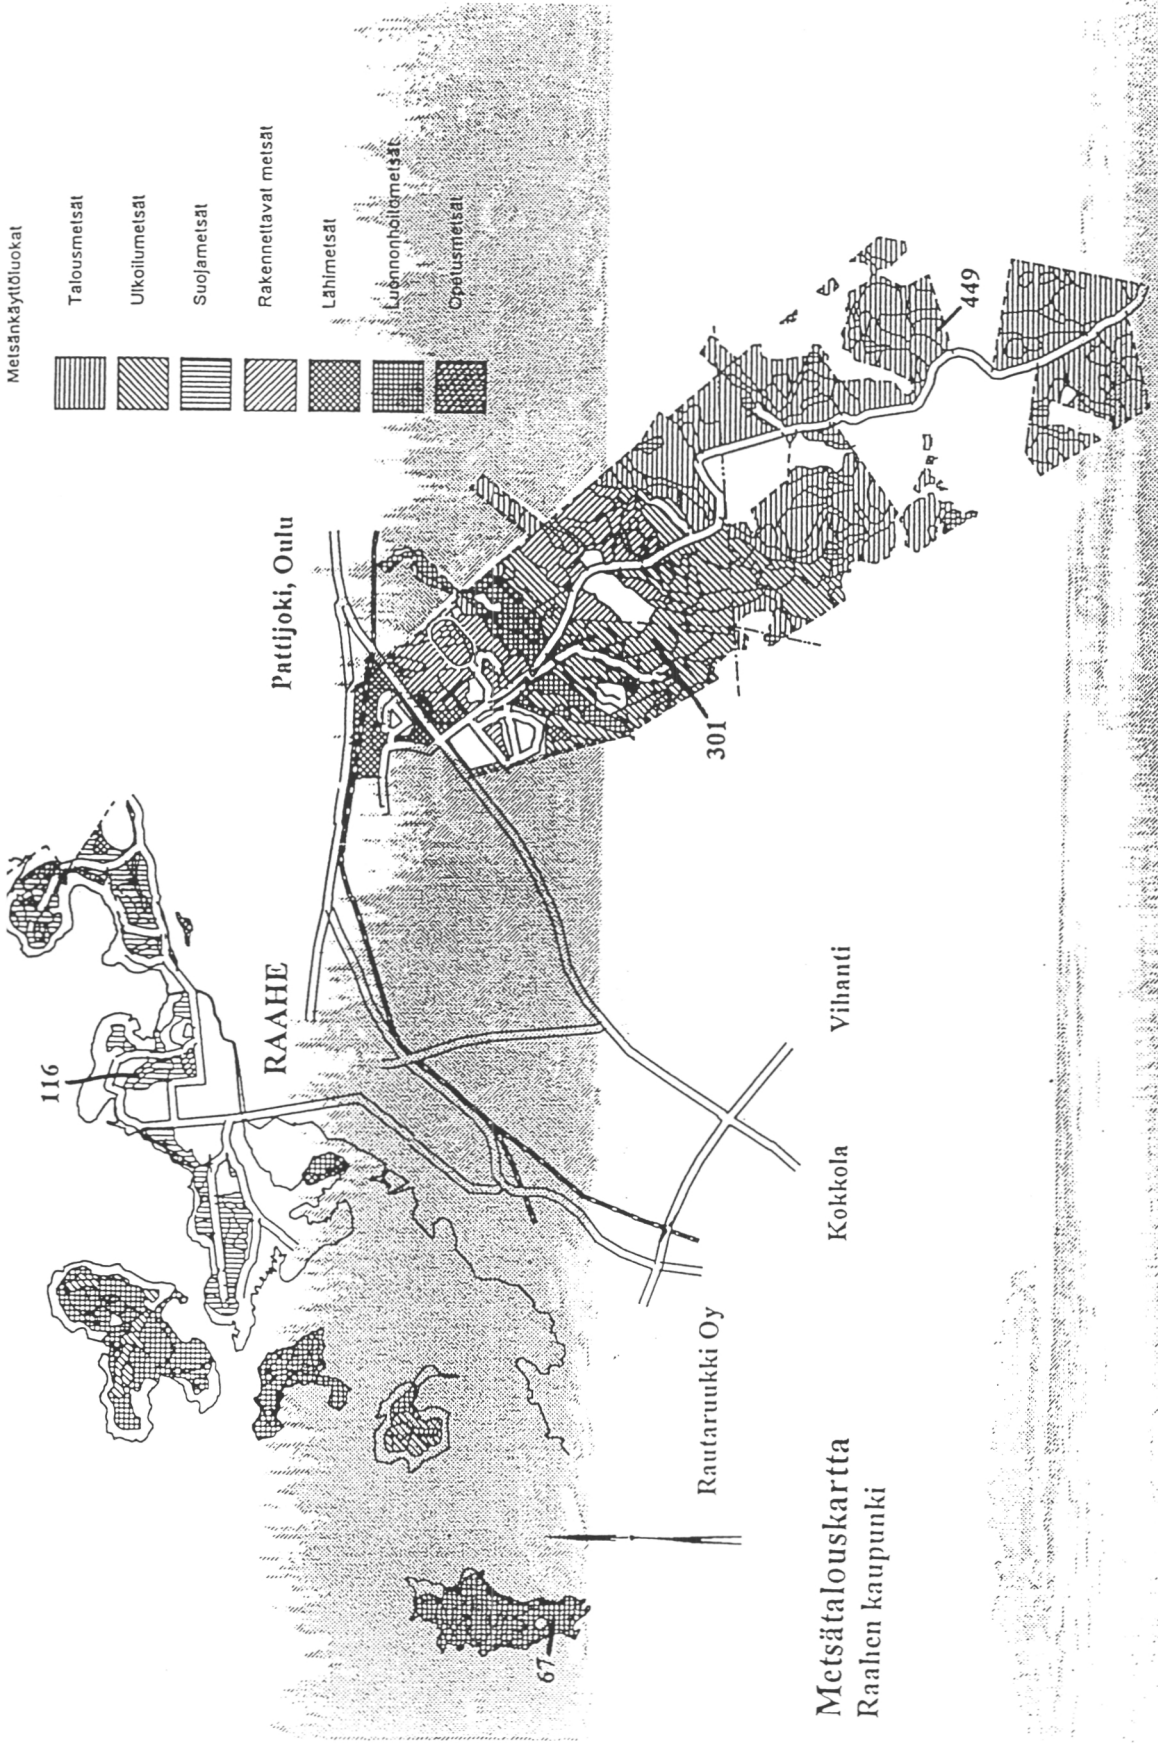 Metsänkäyttöluokat
Talousmetsät
Ulkoilumetsät
Suojametsät
Rakennettavat metsät
Lähimetsät
Luonnonhoitometsät
Opetusmetsät
Pattijoki, Oulu
RAAHE
116
449
301
67
Vihanti
Kokkola
Rautaruukki Oy
Metsätalouskartta
Raahen kaupunki